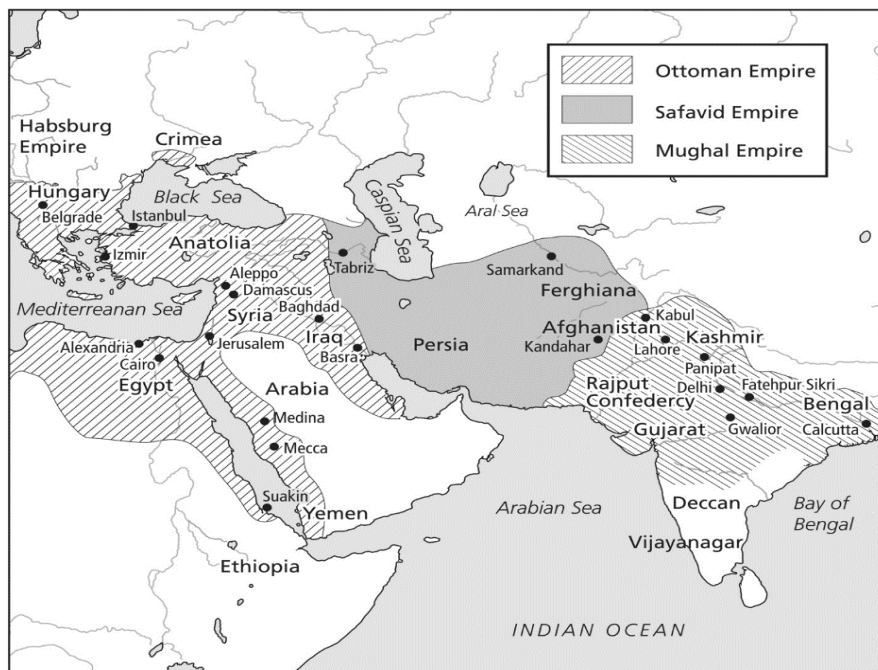 Ottoman Empire
Safavid Empire
Mughal Empire
Habsburg
Empire
Crimea
Hungary
Belgrade
Black Sea
Istanbul
Caspian Sea
Aral Sea
Izmir
Anatolia
Tabriz
Samarkand
Ferghiana
Aleppo
Damascus
Mediterranean Sea
Syria
Baghdad
Kabul
Afghanistan
Kashmir
Alexandria
Jerusalem
Iraq
Basra
Persia
Kandahar
Lahore
Cairo
Egypt
Panipat
Arabia
Rajput
Confedercy
Delhi
Fatehpur Sikri
Bengal
Medina
Gujarat
Gwalior
Calcutta
Mecca
Suakin
Yemen
Arabian Sea
Deccan
Bay of
Bengal
Vijayanagar
Ethiopia
INDIAN OCEAN